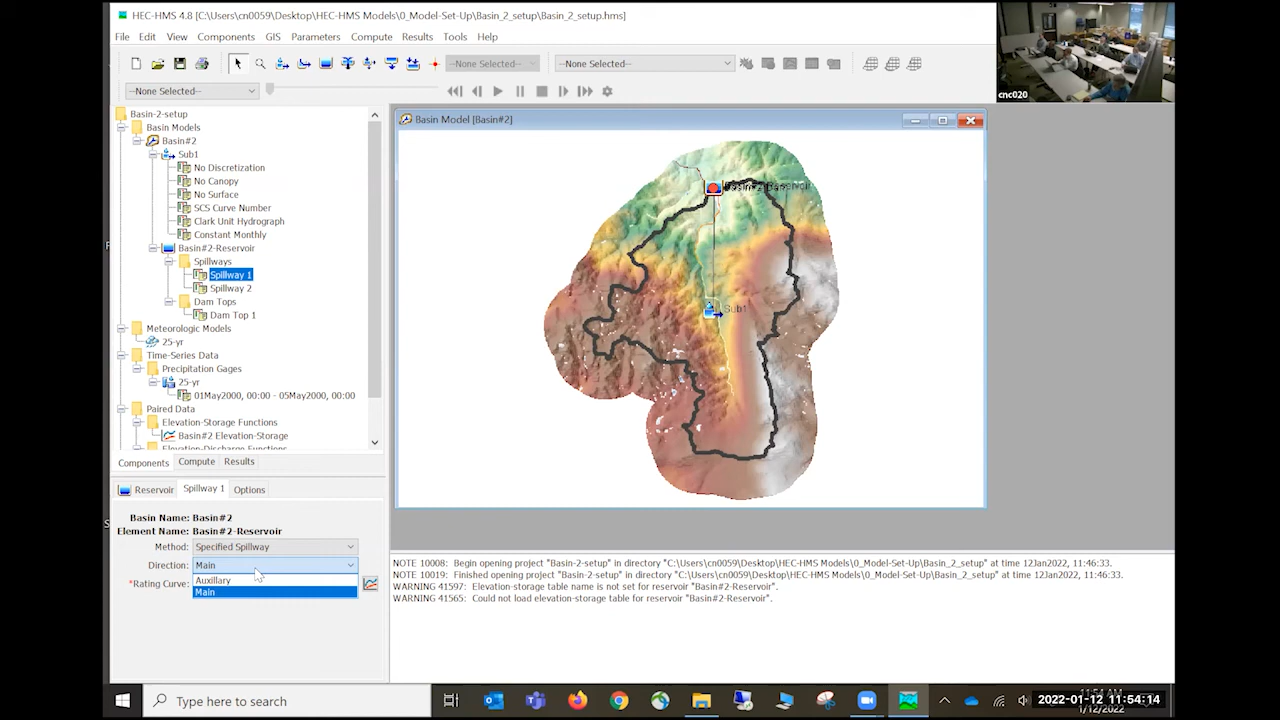 HEC-HMS 4.8 [C:\Users\cn0059\Desktop\HEC-HMS Models\0_Model-Set-Up\Basin_2_setup\Basin_2_setup.hms]
File Edit View Components GIS Parameters Compute Results Tools Help
--None Selected-- --None Selected--
--None Selected--
cnc020
Basin-2-setup
Basin Models
Basin#2
Sub1
No Discretization
No Canopy
No Surface
SCS Curve Number
Clark Unit Hydrograph
Constant Monthly
Basin#2-Reservoir
Spillways
Spillway 1
Spillway 2
Dam Tops
Dam Top 1
Meteorologic Models
25-yr
Time-Series Data
Precipitation Gages
25-yr
01May2000, 00:00 - 05May2000, 00:00
Paired Data
Elevation-Storage Functions
Basin#2 Elevation-Storage
Elevation-Discharge Functions
Components Compute Results
Basin Model [Basin#2]
Sub1
Reservoir Spillway 1 Options
Basin Name: Basin#2
Element Name: Basin#2-Reservoir
Method: Specified Spillway
Direction: Main
Auxillary
*Rating Curve:
Main
NOTE 10008: Begin opening project "Basin-2-setup" in directory "C:\Users\cn0059\Desktop\HEC-HMS Models\0_Model-Set-Up\Basin_2_setup" at time 12Jan2022, 11:46:33.
NOTE 10019: Finished opening project "Basin-2-setup" in directory "C:\Users\cn0059\Desktop\HEC-HMS Models\0_Model-Set-Up\Basin_2_setup" at time 12Jan2022, 11:46:33.
WARNING 41597: Elevation-storage table name is not set for reservoir "Basin#2-Reservoir".
WARNING 41565: Could not load elevation-storage table for reservoir "Basin#2-Reservoir".
Type here to search
2022-01-12 11:54:14
1/12/2022